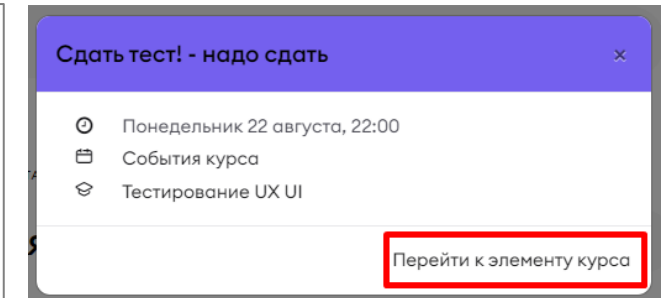 Сдать тест! - надо сдать ×
Понедельник 22 августа, 22:00
События курса
Тестирование UX UI
Перейти к элементу курса